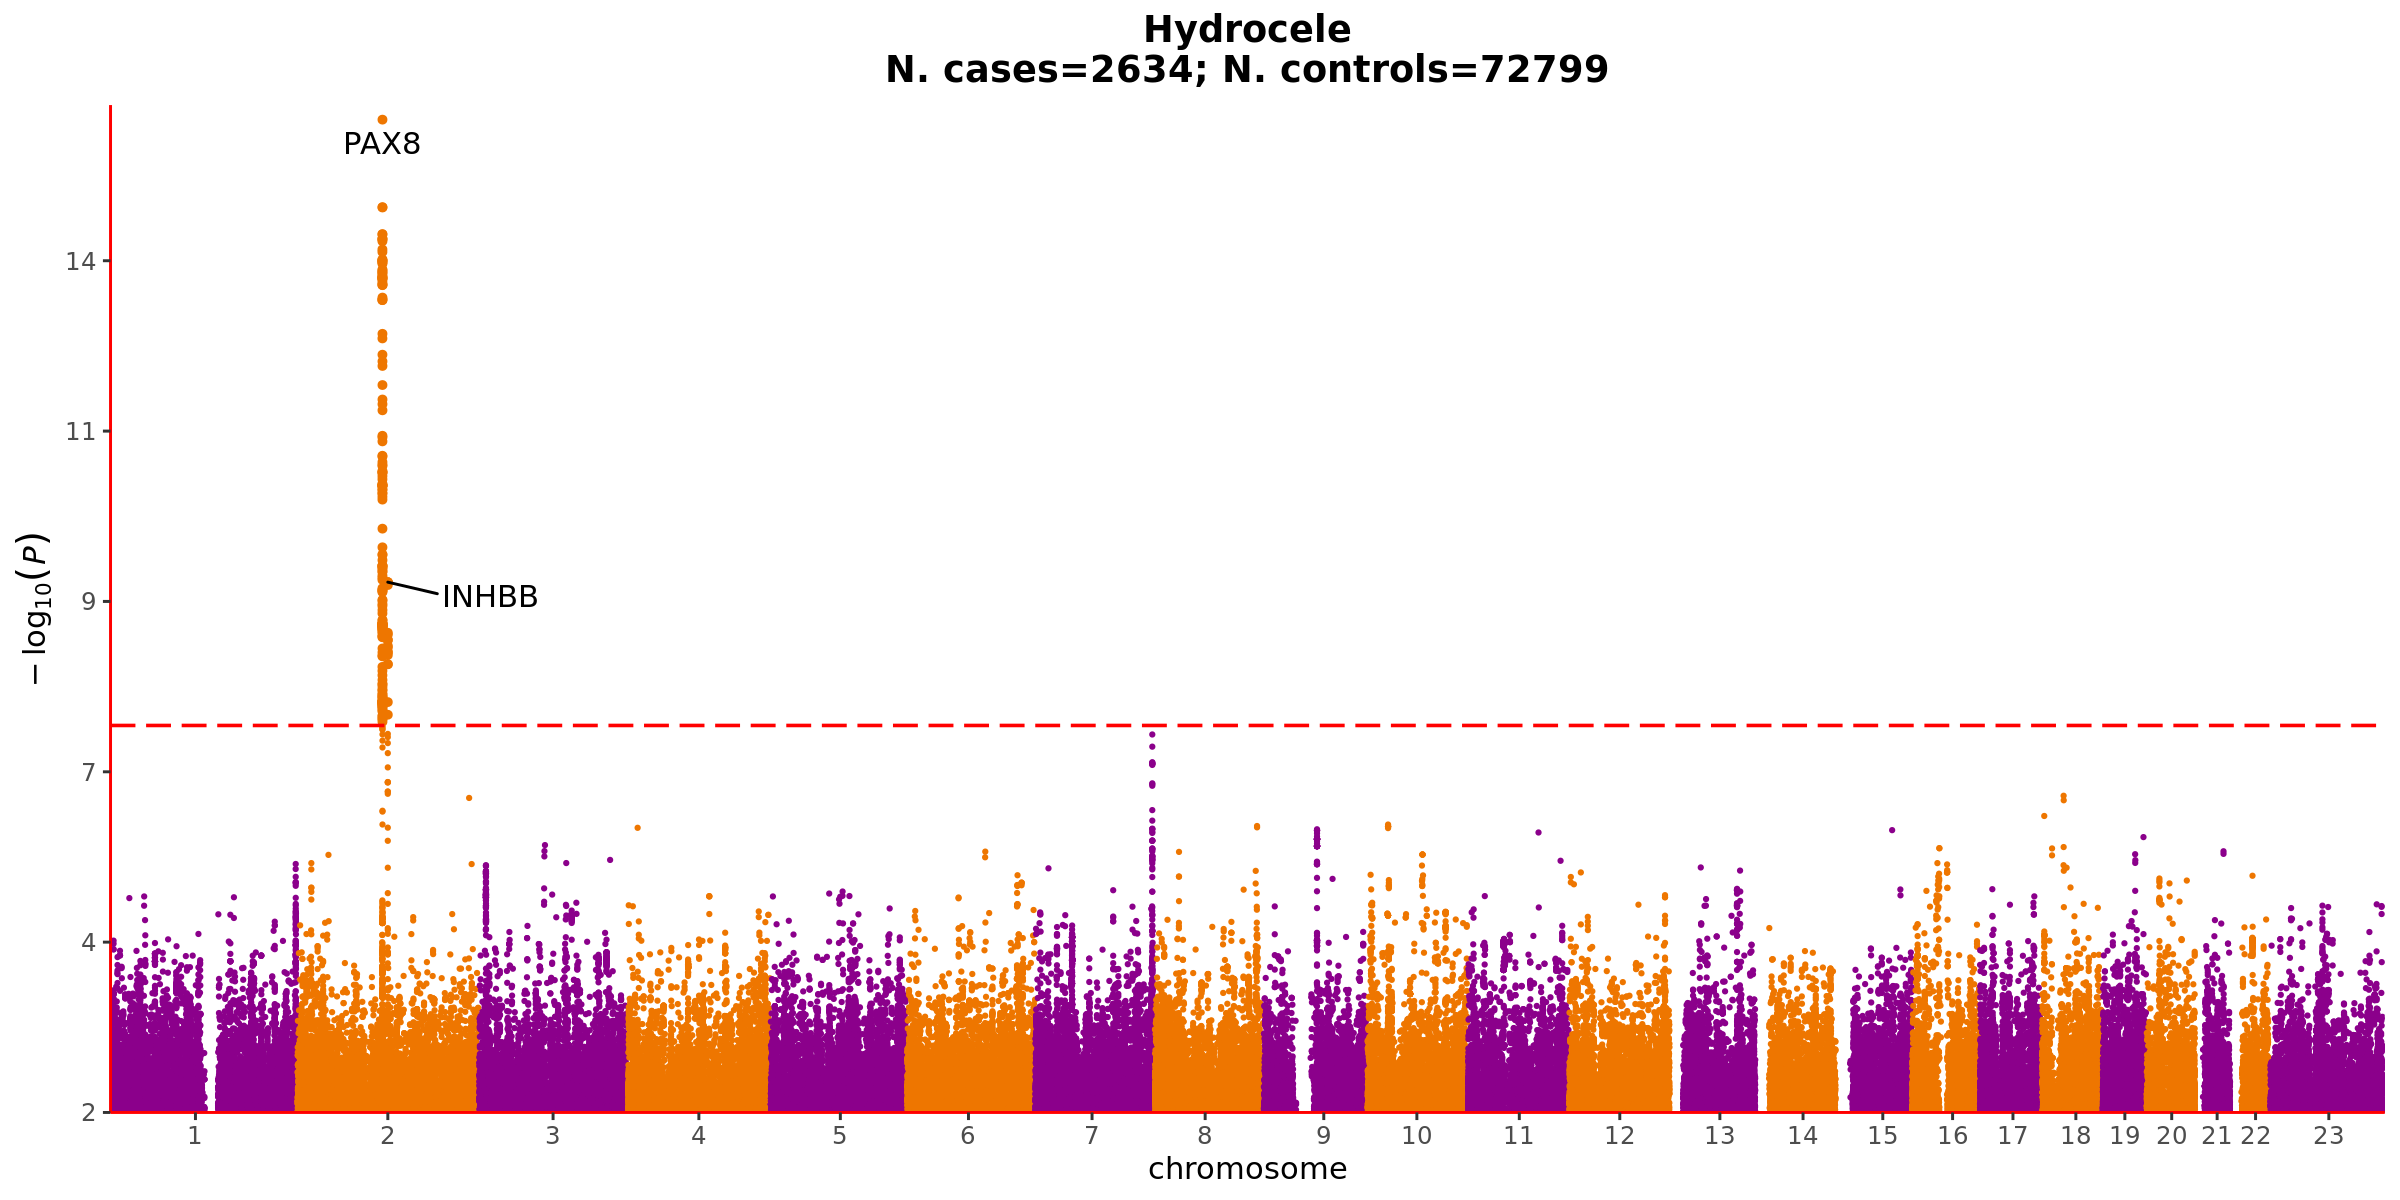 Hydrocele
N. cases=2634; N. controls=72799
PAX8
14
11
INHBB
9
7
4
2
− log10(P)
1 2 3 4 5 6 7 8 9 10 11 12 13 14 15 16 17 18 19 20 21 22 23
chromosome